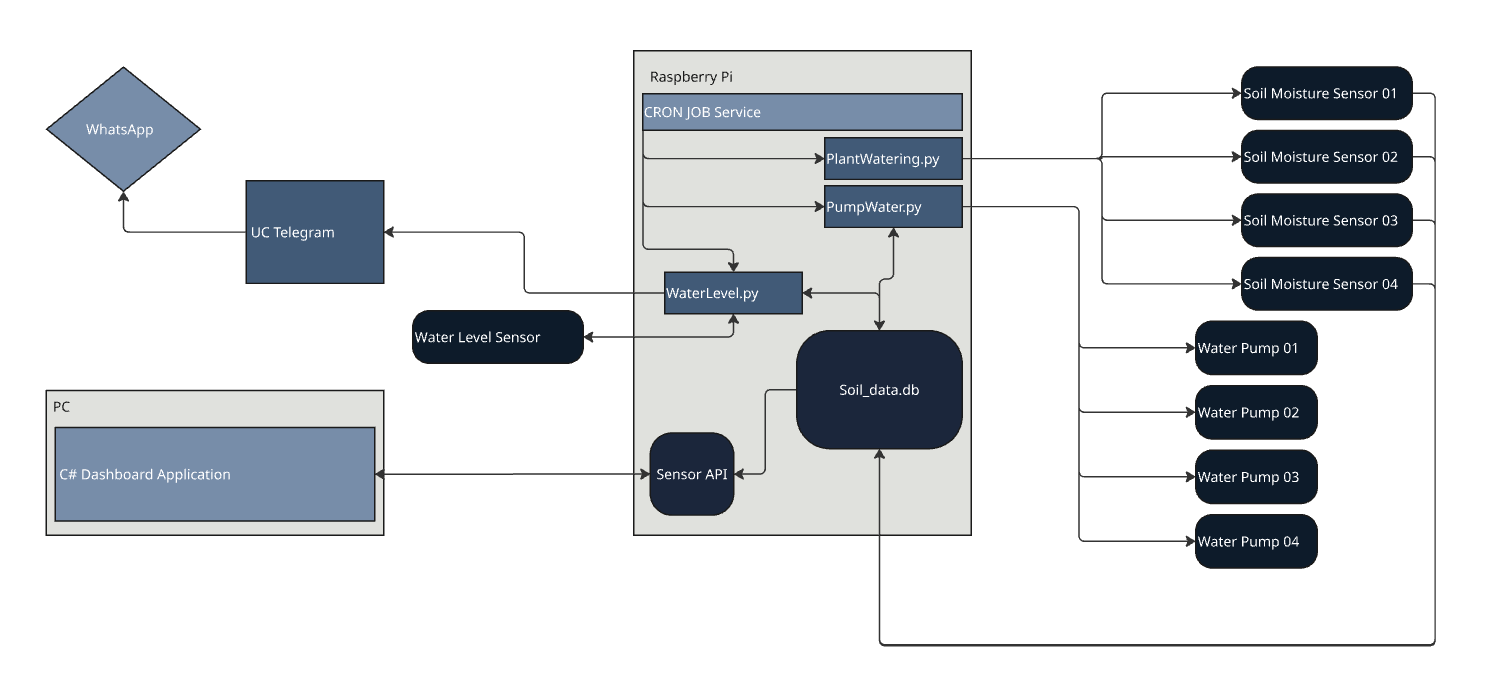 Raspberry Pi
CRON JOB Service
PlantWatering.py
PumpWater.py
WaterLevel.py
Soil_data.db
Sensor API
WhatsApp
UC Telegram
Water Level Sensor
PC
C# Dashboard Application
Soil Moisture Sensor 01
Soil Moisture Sensor 02
Soil Moisture Sensor 03
Soil Moisture Sensor 04
Water Pump 01
Water Pump 02
Water Pump 03
Water Pump 04